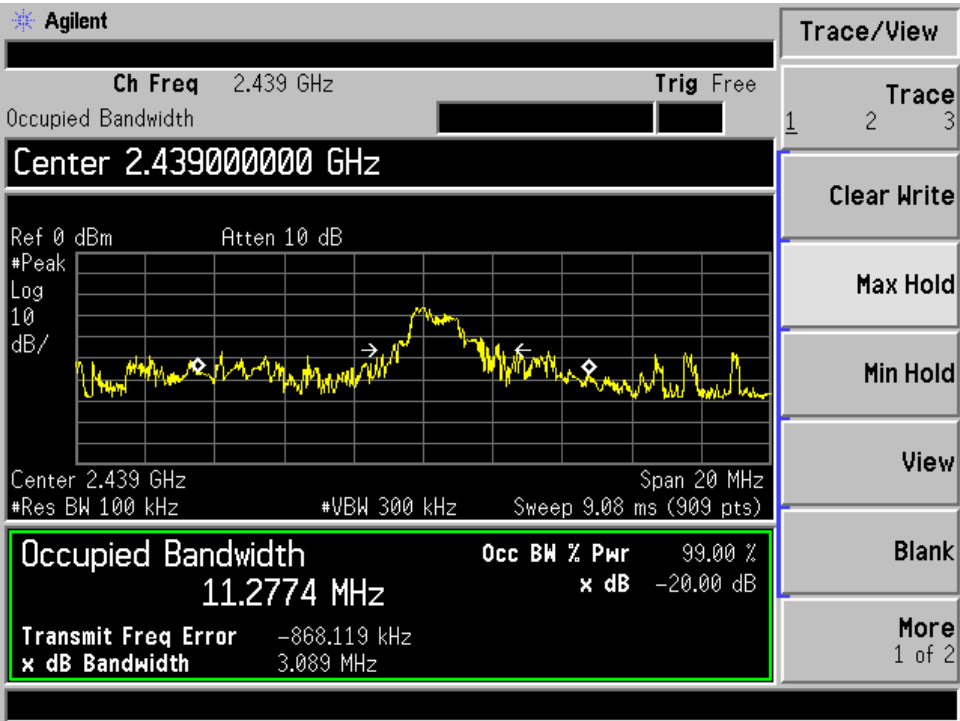 Agilent
Trace/View
Ch Freq 2.439 GHz Trig Free
Occupied Bandwidth
Trace
1 2 3
Center 2.439000000 GHz
Clear Write
Ref 0 dBm Atten 10 dB
#Peak
Log
10
dB/
Max Hold
Min Hold
View
Center 2.439 GHz Span 20 MHz
#Res BW 100 kHz #VBW 300 kHz Sweep 9.08 ms (909 pts)
Occupied Bandwidth Occ BW % Pwr 99.00 %
11.2774 MHz x dB -20.00 dB
Blank
Transmit Freq Error -868.119 kHz
x dB Bandwidth 3.089 MHz
More
1 of 2